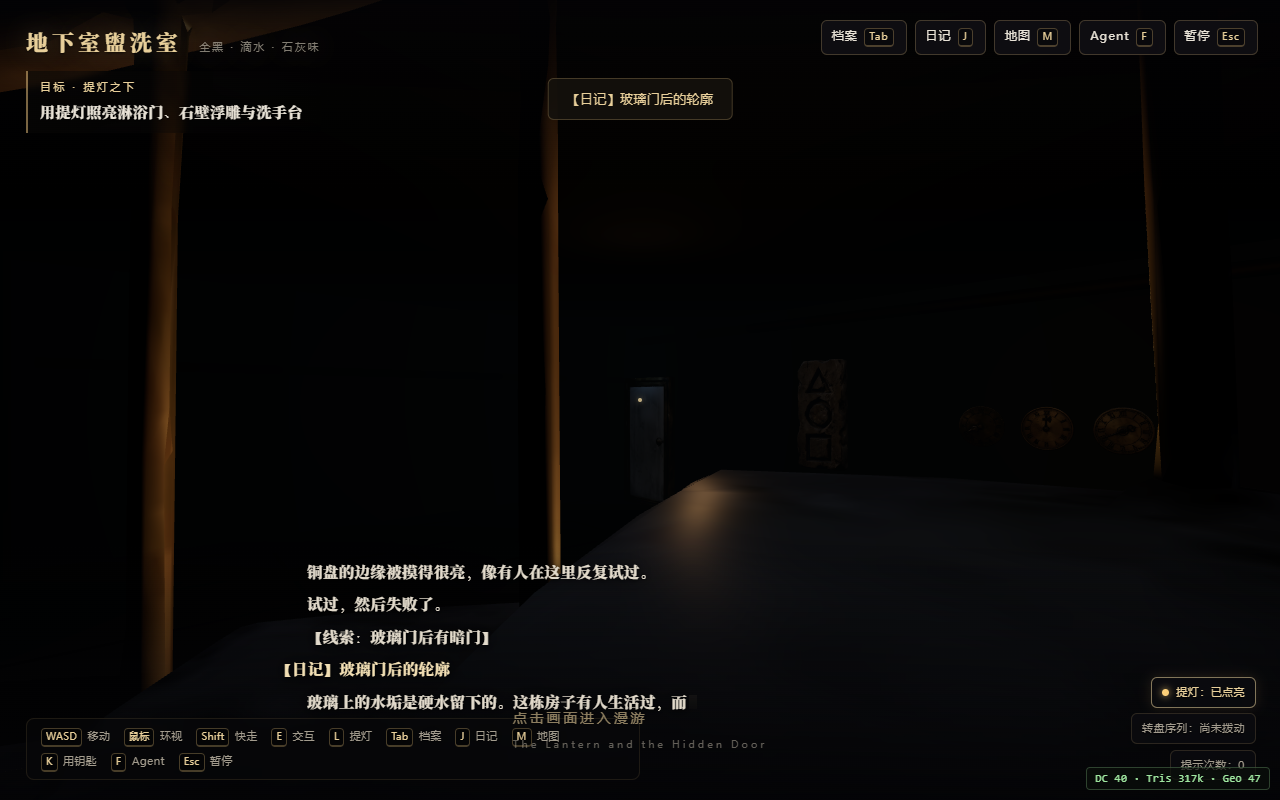 地下室盥洗室 全黑 · 滴水 · 石灰味
档案 Tab 日记 J 地图 M Agent F 暂停 Esc
目标 · 提灯之下
用提灯照亮淋浴门、石壁浮雕与洗手台
【日记】玻璃门后的轮廓
铜盘的边缘被摸得很亮，像有人在这里反复试过。
试过，然后失败了。
【线索：玻璃门后有暗门】
【日记】玻璃门后的轮廓
玻璃上的水垢是硬水留下的。这栋房子有人生活过，而
点击画面进入漫游
The Lantern and the Hidden Door
WASD 移动 鼠标 环视 Shift 快走 E 交互 L 提灯 Tab 档案 J 日记 M 地图
K 用钥匙 F Agent Esc 暂停
提灯：已点亮
转盘序列：尚未拨动
提示次数：0
DC 40 · Tris 317k · Geo 47